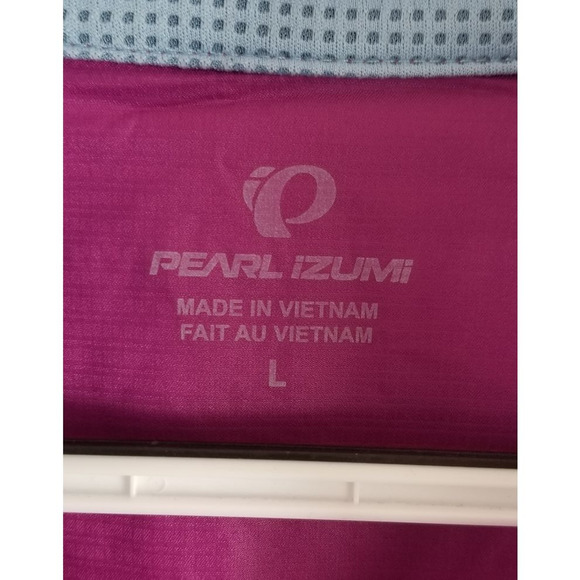 PEARL iZUMi
MADE IN VIETNAM
FAIT AU VIETNAM
L